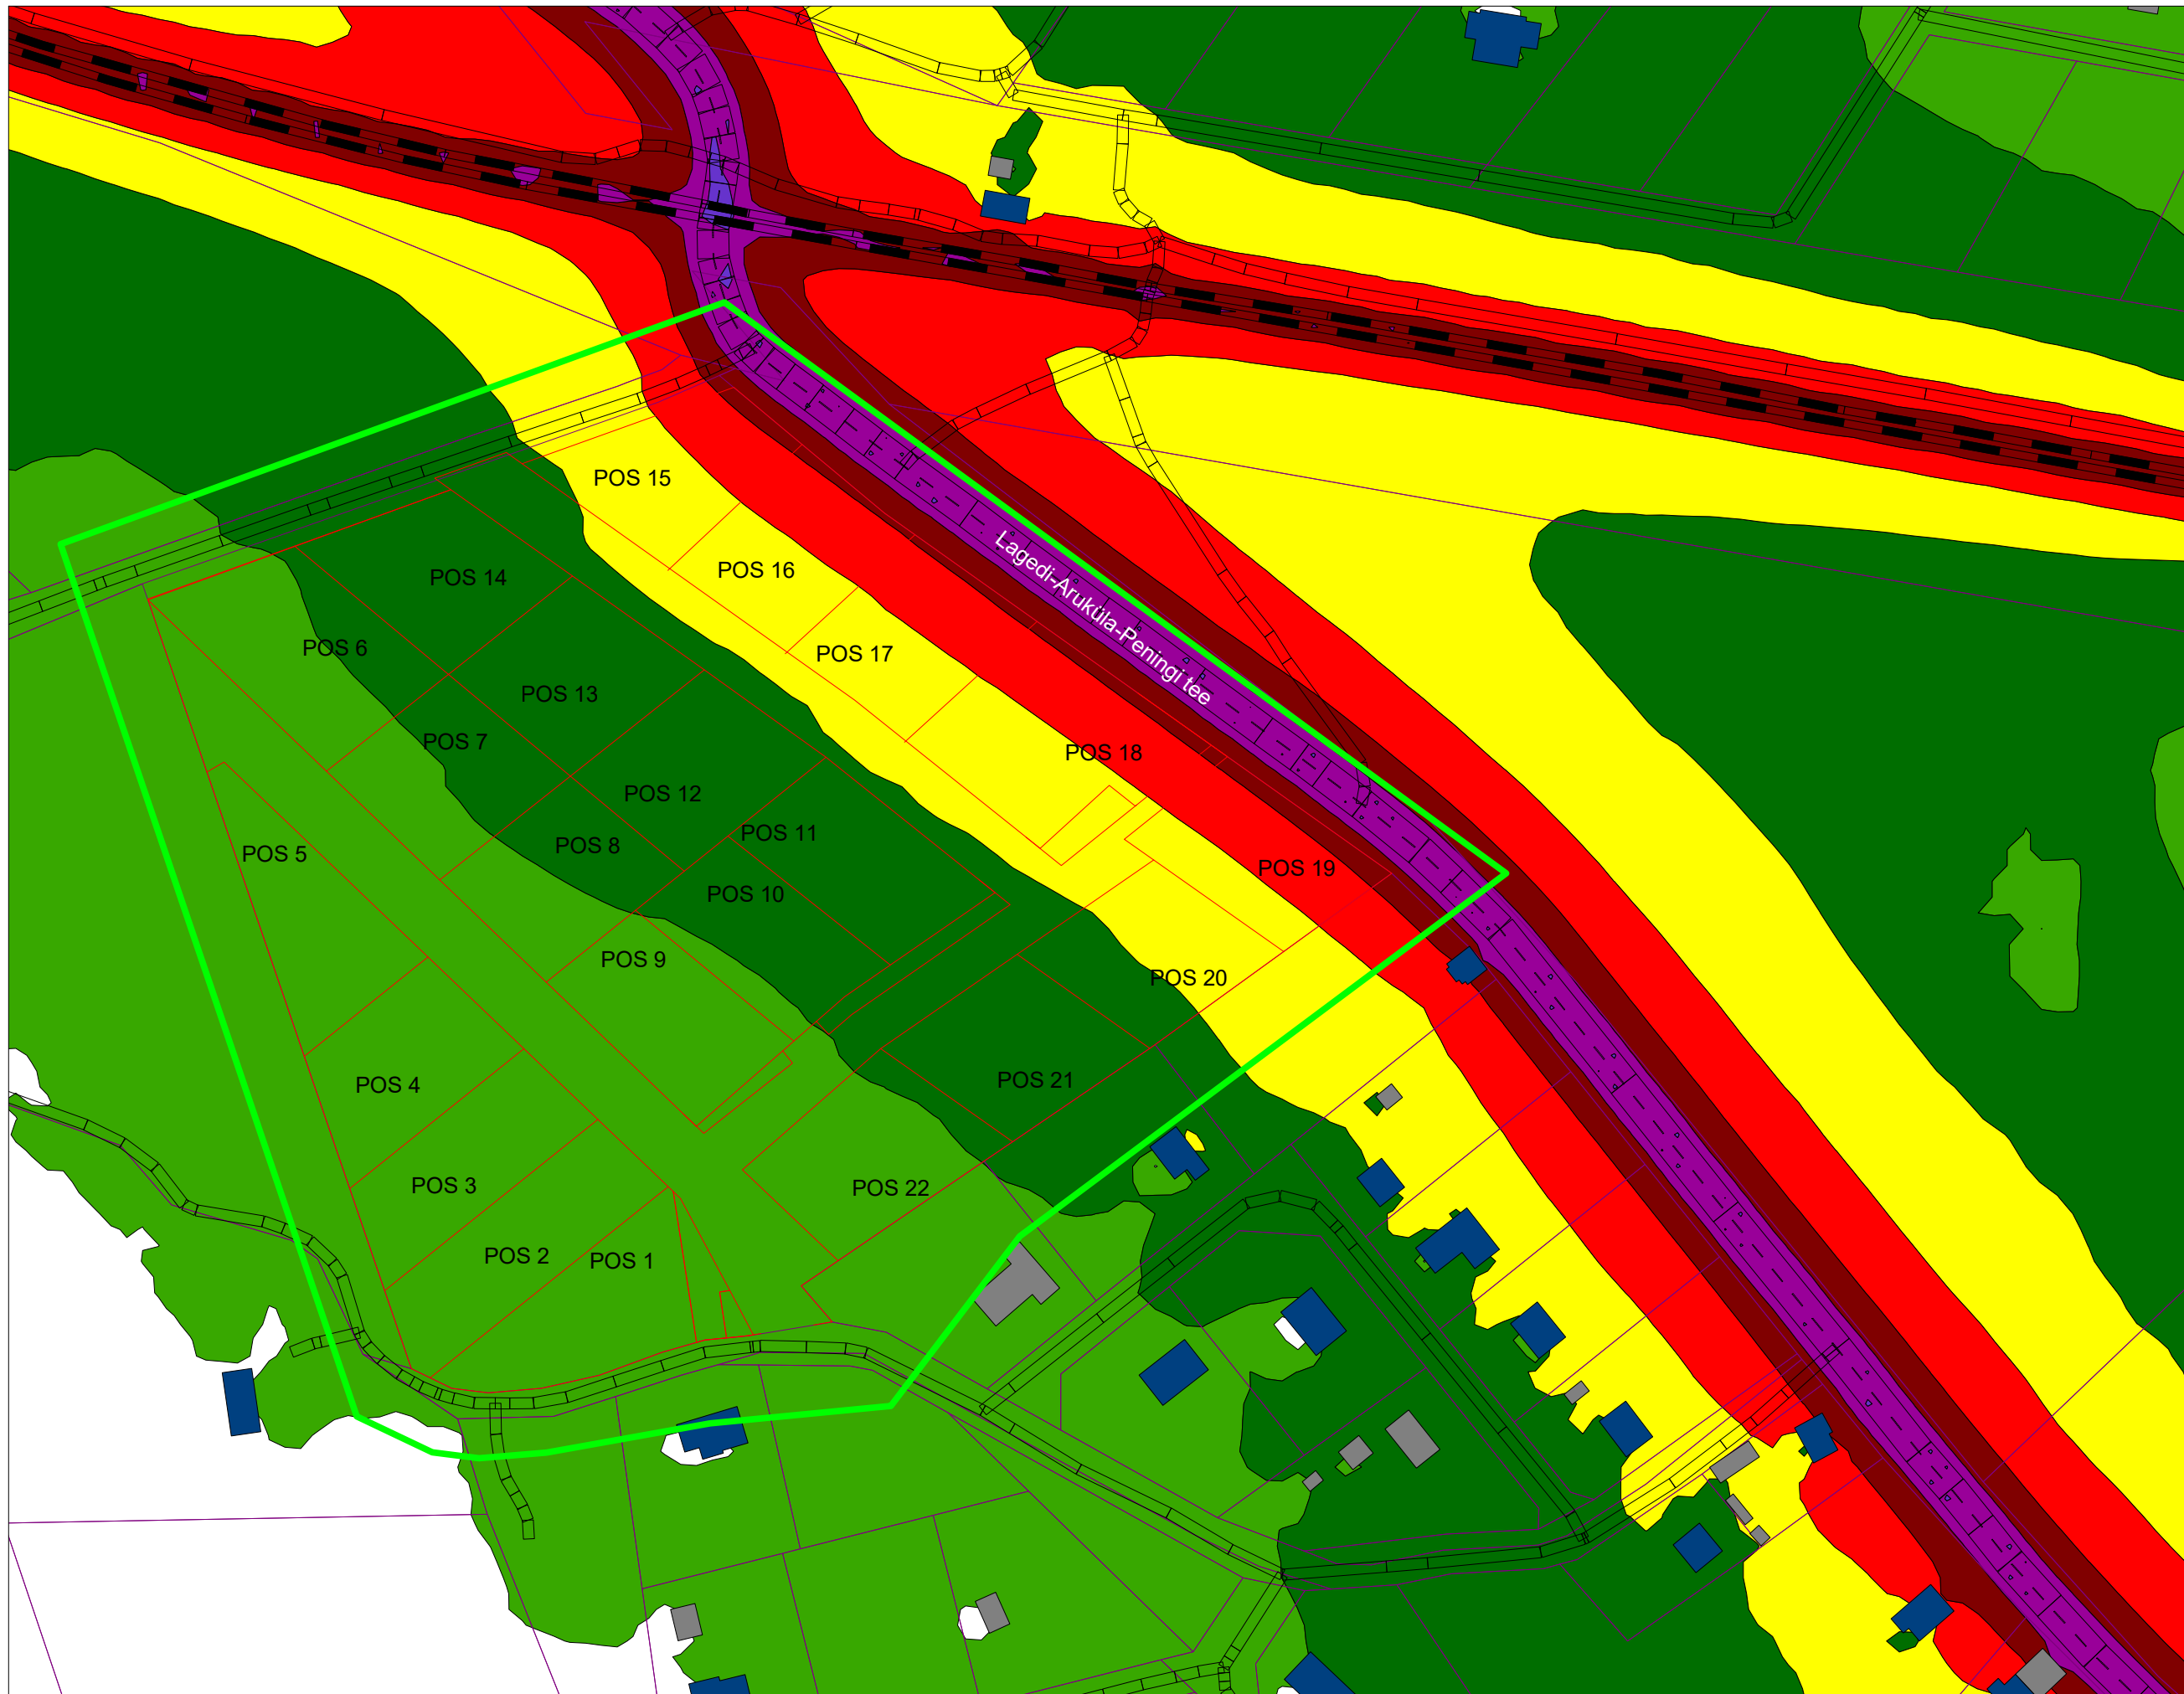 POS 15
POS 16
POS 14
Lagedi-Aruküla-Peningi tee
POS 6
POS 17
POS 13
POS 7
POS 18
POS 12
POS 11
POS 8
POS 5
POS 19
POS 10
POS 9
POS 20
POS 4
POS 21
POS 3
POS 22
POS 2
POS 1